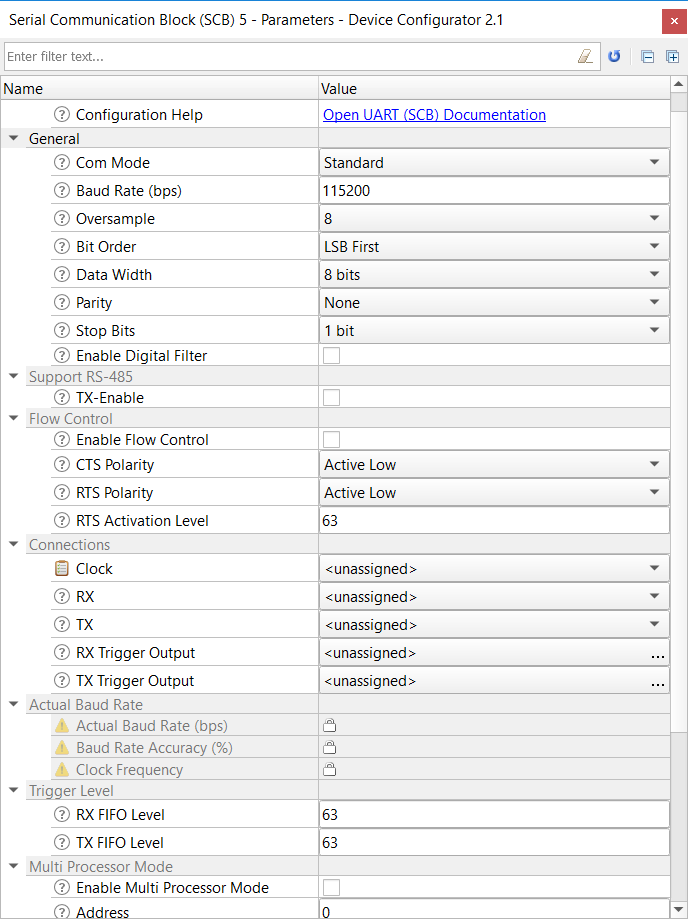 Serial Communication Block (SCB) 5 - Parameters - Device Configurator 2.1
Enter filter text...
Name Value
Configuration Help Open UART (SCB) Documentation
General
Com Mode Standard
Baud Rate (bps) 115200
Oversample 8
Bit Order LSB First
Data Width 8 bits
Parity None
Stop Bits 1 bit
Enable Digital Filter
Support RS-485
TX-Enable
Flow Control
Enable Flow Control
CTS Polarity Active Low
RTS Polarity Active Low
RTS Activation Level 63
Connections
Clock <unassigned>
RX <unassigned>
TX <unassigned>
RX Trigger Output <unassigned> ...
TX Trigger Output <unassigned> ...
Actual Baud Rate
Actual Baud Rate (bps)
Baud Rate Accuracy (%)
Clock Frequency
Trigger Level
RX FIFO Level 63
TX FIFO Level 63
Multi Processor Mode
Enable Multi Processor Mode
Address 0